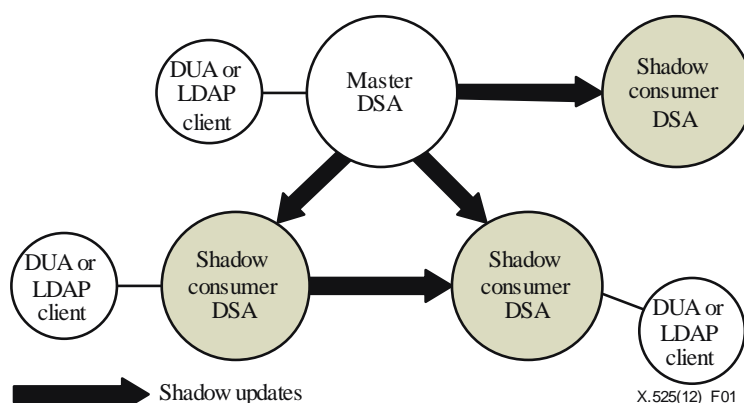 DUA or
LDAP
client
Master
DSA
Shadow
consumer
DSA
DUA or
LDAP
client
Shadow
consumer
DSA
Shadow
consumer
DSA
DUA or
LDAP
client
Shadow updates
X.525(12)_F01